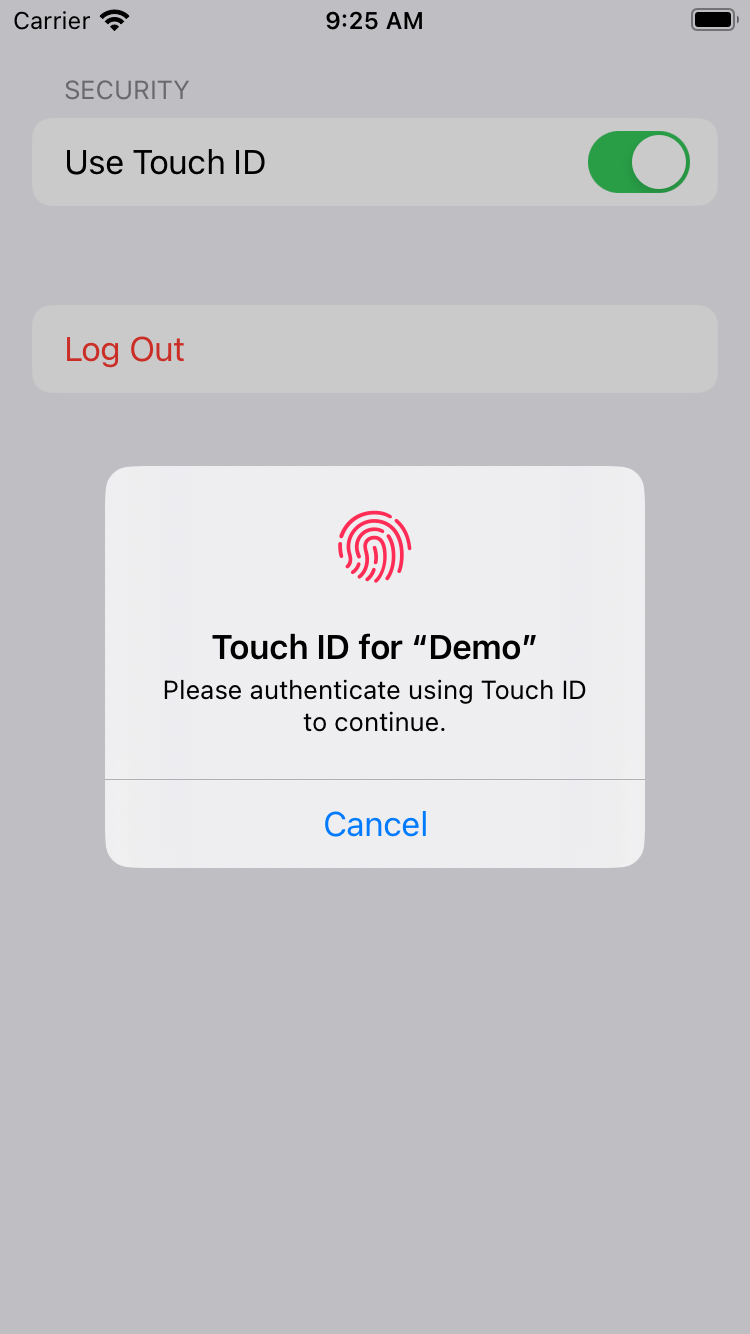 Carrier 9:25 AM
SECURITY
Use Touch ID
Log Out
Touch ID for “Demo”
Please authenticate using Touch ID
to continue.
Cancel